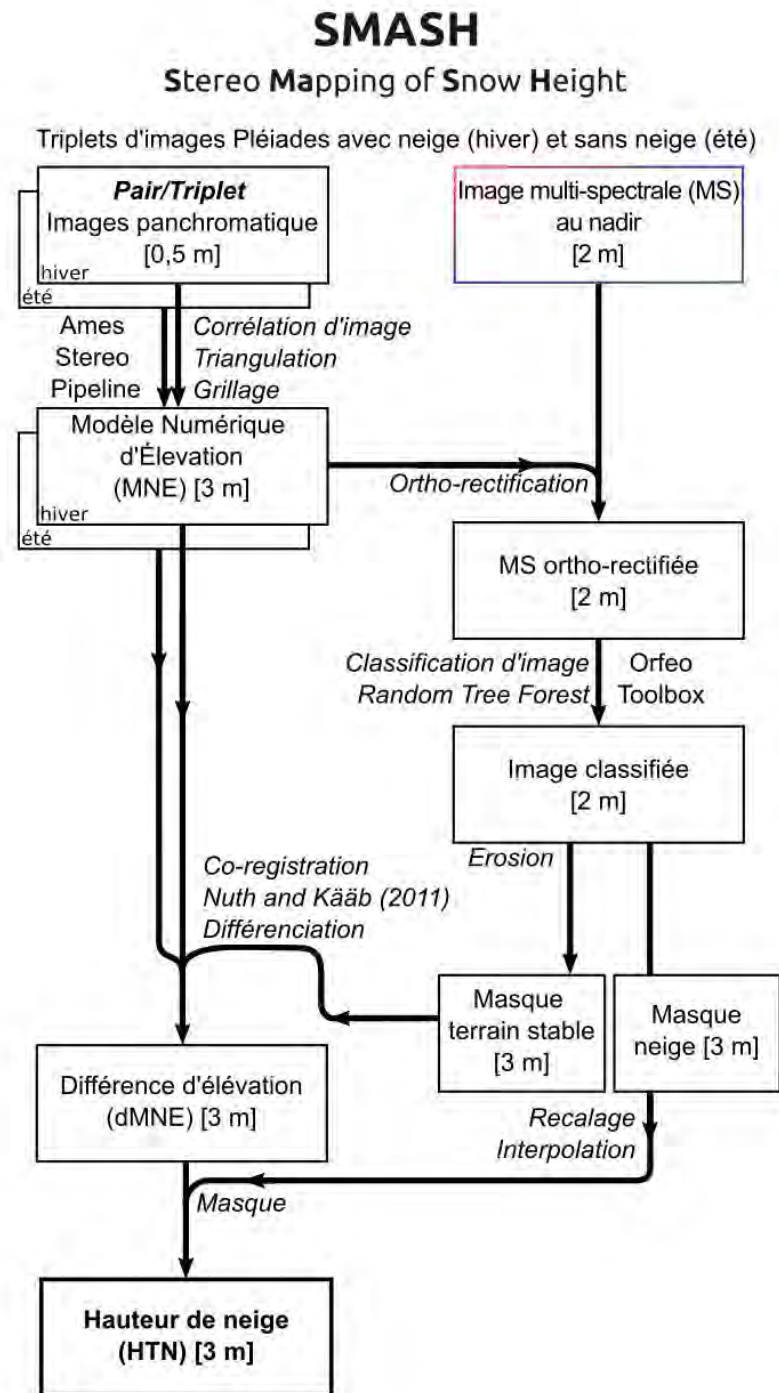 SMASH
Stereo Mapping of Snow Height
Triplets d'images Pléiades avec neige (hiver) et sans neige (été)
Pair/Triplet
Images panchromatique
[0,5 m]
hiver
été
Image multi-spectrale (MS)
au nadir
[2 m]
Ames
Stereo
Pipeline
Corrélation d'image
Triangulation
Grillage
Modèle Numérique
d'Élevation
(MNE) [3 m]
hiver
été
Ortho-rectification
MS ortho-rectifiée
[2 m]
Classification d'image
Random Tree Forest
Orfeo
Toolbox
Image classifiée
[2 m]
Erosion
Co-registration
Nuth and Kääb (2011)
Différenciation
Masque
terrain stable
[3 m]
Masque
neige [3 m]
Différence d'élévation
(dMNE) [3 m]
Recalage
Interpolation
Masque
Hauteur de neige
(HTN) [3 m]